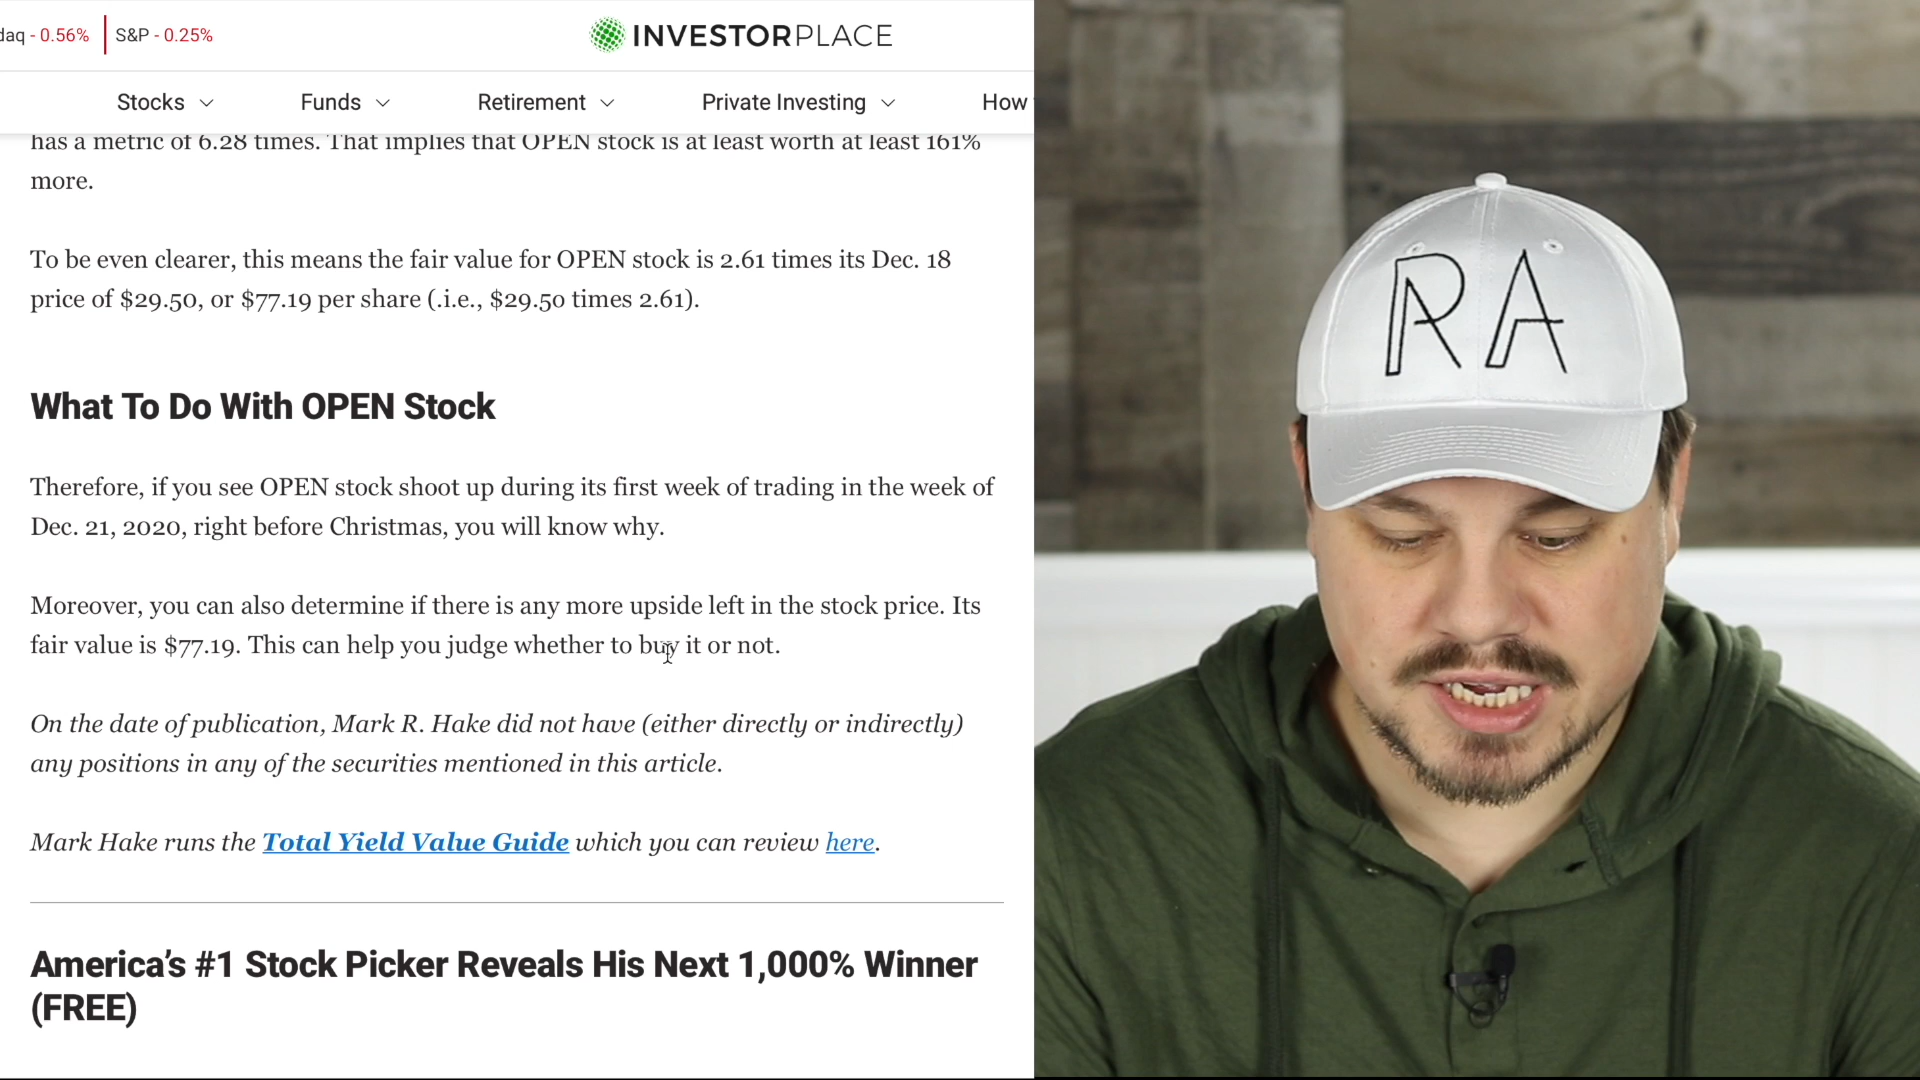 daq - 0.56% S&P - 0.25%
INVESTORPLACE
Stocks Funds Retirement Private Investing How
has a metric of 6.28 times. That implies that OPEN stock is at least worth at least 161%
more.
To be even clearer, this means the fair value for OPEN stock is 2.61 times its Dec. 18
price of $29.50, or $77.19 per share (.i.e., $29.50 times 2.61).
What To Do With OPEN Stock
Therefore, if you see OPEN stock shoot up during its first week of trading in the week of
Dec. 21, 2020, right before Christmas, you will know why.
Moreover, you can also determine if there is any more upside left in the stock price. Its
fair value is $77.19. This can help you judge whether to buy it or not.
On the date of publication, Mark R. Hake did not have (either directly or indirectly)
any positions in any of the securities mentioned in this article.
Mark Hake runs the Total Yield Value Guide which you can review here.
America’s #1 Stock Picker Reveals His Next 1,000% Winner
(FREE)
RA